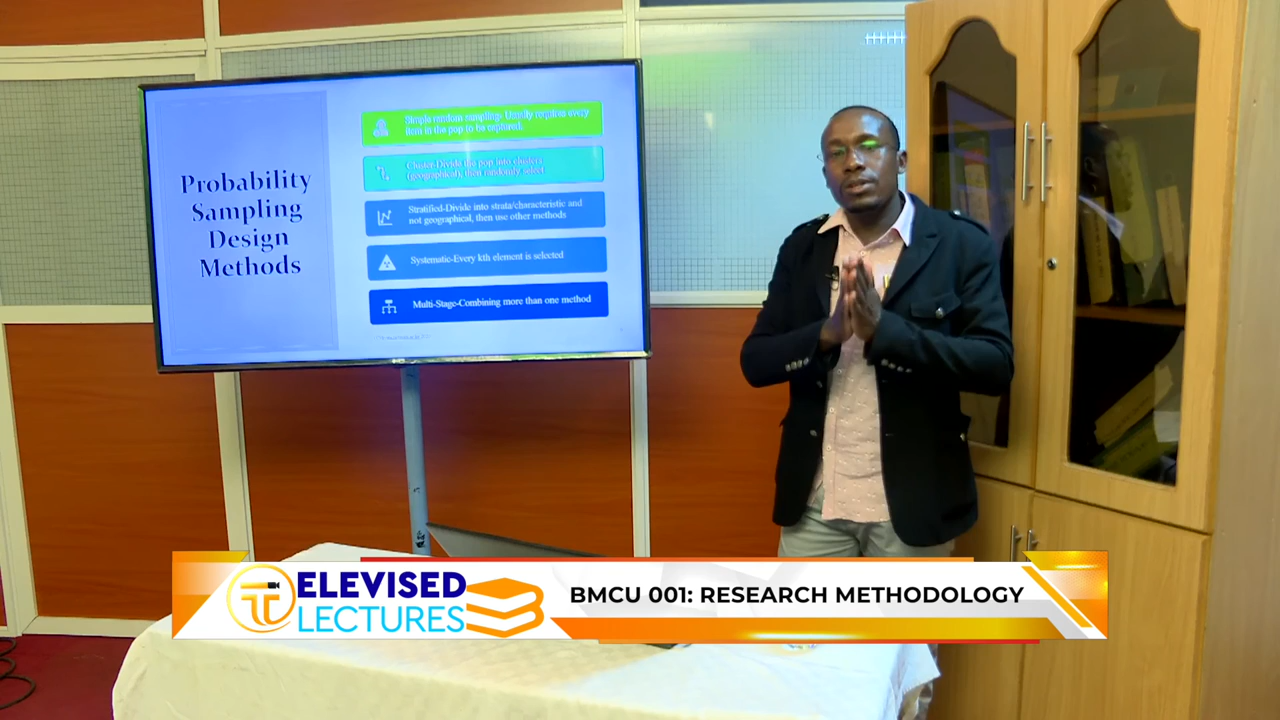 Probability
Sampling
Design
Methods
Simple random sampling- Usually requires every
item in the pop to be captured.
Cluster-Divide the pop into clusters
(geographical), then randomly select
Stratified-Divide into strata/characteristic and
not geographical, then use other methods
Systematic-Every kth element is selected
Multi-Stage-Combining more than one method
TELEVISED
LECTURES
BMCU 001: RESEARCH METHODOLOGY